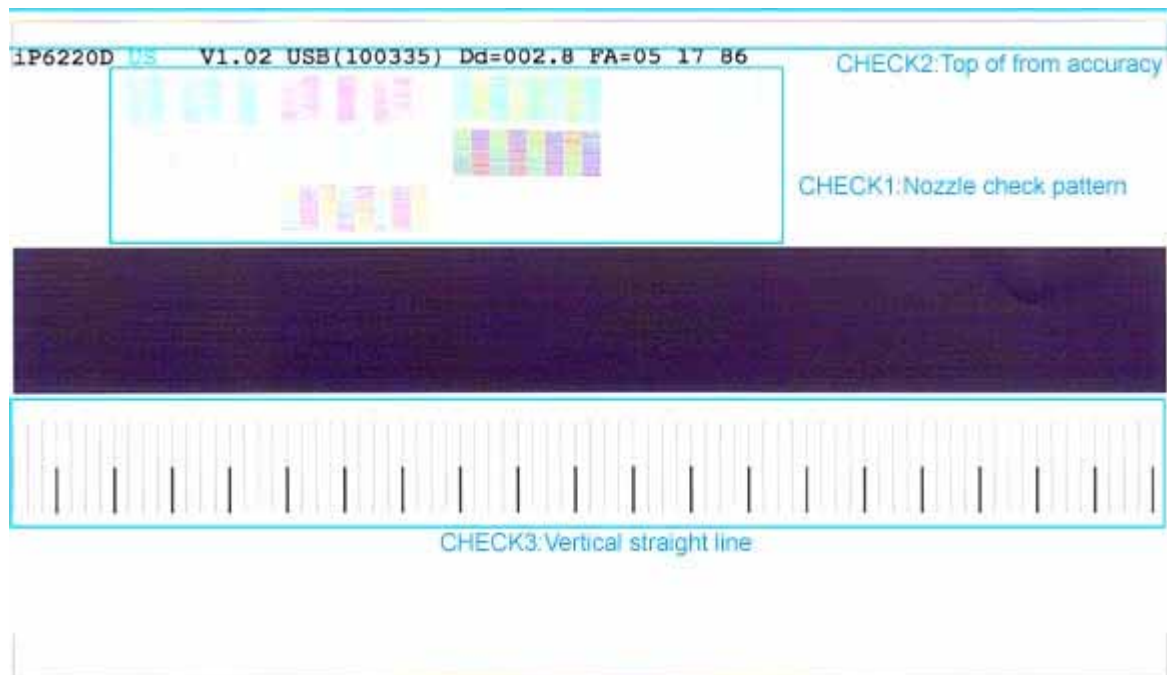 iP6220D US V1.02 USB(100335) Dd=002.8 FA=05 17 86
CHECK2:Top of from accuracy
CHECK1:Nozzle check pattern
CHECK3:Vertical straight line